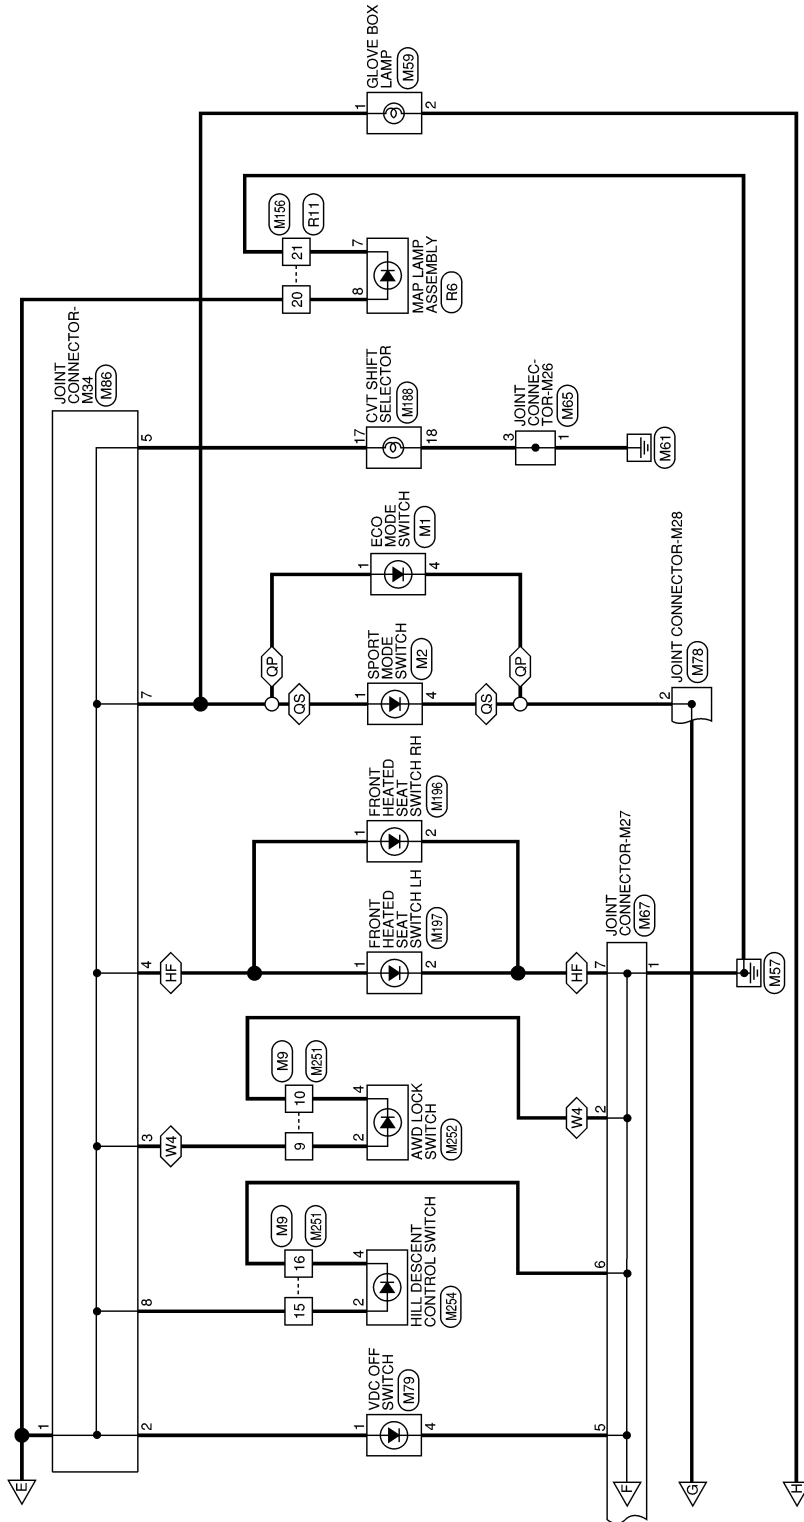 E
1
JOINT
CONNECTOR-
M34
M86
2
8
3
W4
4
HF
7
5
VDC OFF
SWITCH
M79
1
4
M9
M251
15
16
2
4
HILL DESCENT
CONTROL SWITCH
M254
M9
M251
9
10
2
4
AWD LOCK
SWITCH
M252
FRONT
HEATED
SEAT
SWITCH LH
M197
1
2
FRONT
HEATED
SEAT
SWITCH RH
M196
1
2
QS
QP
SPORT
MODE
SWITCH
M2
1
4
QS
QP
ECO
MODE
SWITCH
M1
1
4
CVT SHIFT
SELECTOR
M188
17
18
JOINT
CONNEC-
TOR-M26
M65
3
1
M61
M156
R11
20
21
8
7
MAP LAMP
ASSEMBLY
R6
GLOVE BOX
LAMP
M59
1
2
5
6
W4
2
HF
7
1
JOINT
CONNECTOR-M27
M67
M57
2
JOINT CONNECTOR-M28
M78
F
G
H